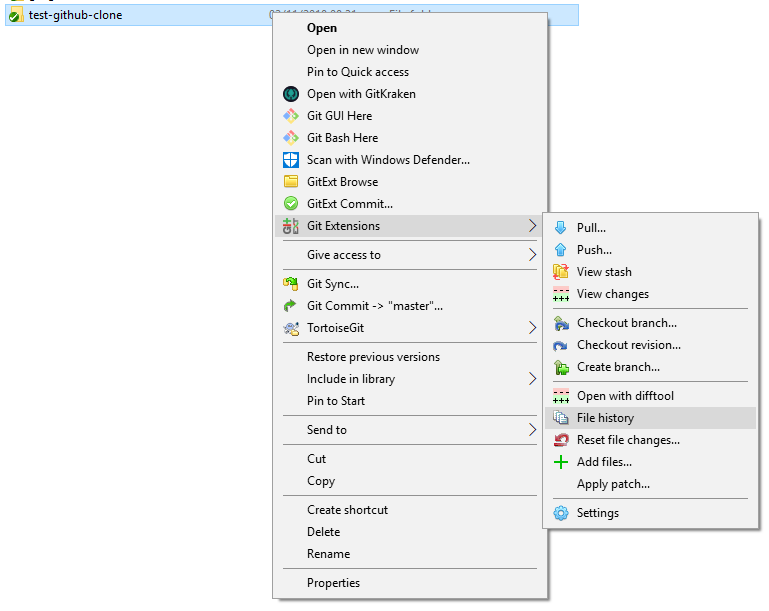 test-github-clone
Open
Open in new window
Pin to Quick access
Open with GitKraken
Git GUI Here
Git Bash Here
Scan with Windows Defender...
GitExt Browse
GitExt Commit...
Git Extensions
Give access to
Git Sync...
Git Commit -> "master"...
TortoiseGit
Restore previous versions
Include in library
Pin to Start
Send to
Cut
Copy
Create shortcut
Delete
Rename
Properties
Pull...
Push...
View stash
View changes
Checkout branch...
Checkout revision...
Create branch...
Open with difftool
File history
Reset file changes...
Add files...
Apply patch...
Settings